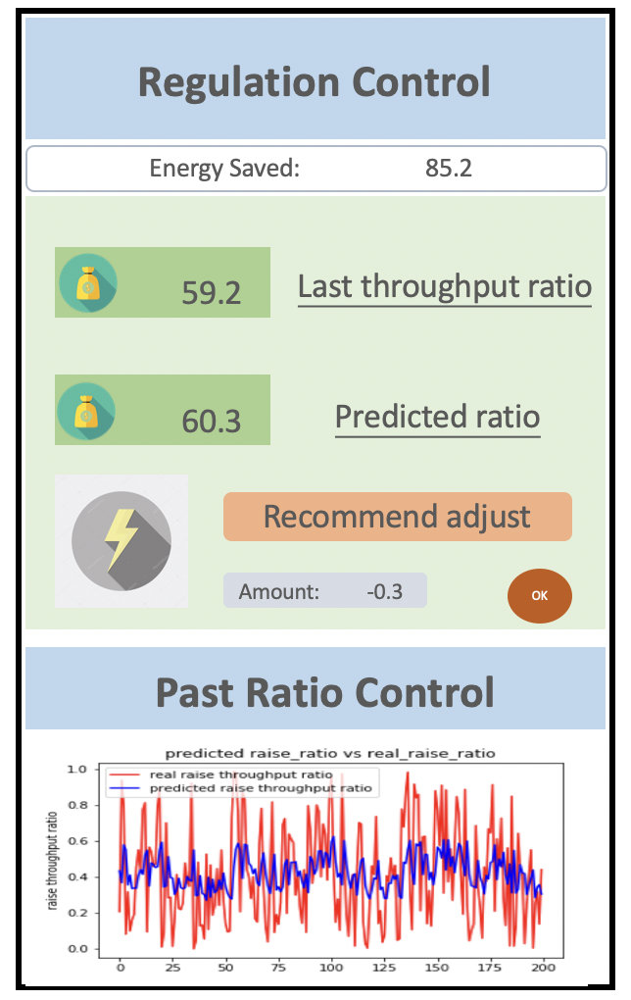 Regulation Control
Energy Saved: 85.2
59.2 Last throughput ratio
60.3 Predicted ratio
Recommend adjust
Amount: -0.3 OK
Past Ratio Control
predicted raise_ratio vs real_raise_ratio
real raise throughput ratio
predicted raise throughput ratio
raise throughput ratio
1.0
0.8
0.6
0.4
0.2
0.0
0 25 50 75 100 125 150 175 200